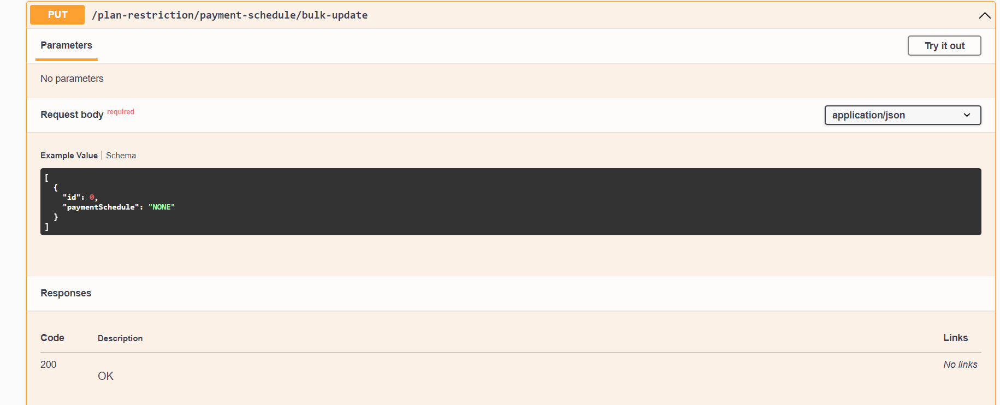 PUT /plan-restriction/payment-schedule/bulk-update
Parameters
Try it out
No parameters
Request body required
application/json
Example Value Schema
[
  {
    "id": 0,
    "paymentSchedule": "NONE"
  }
]
Responses
Code Description Links
200 No links
OK